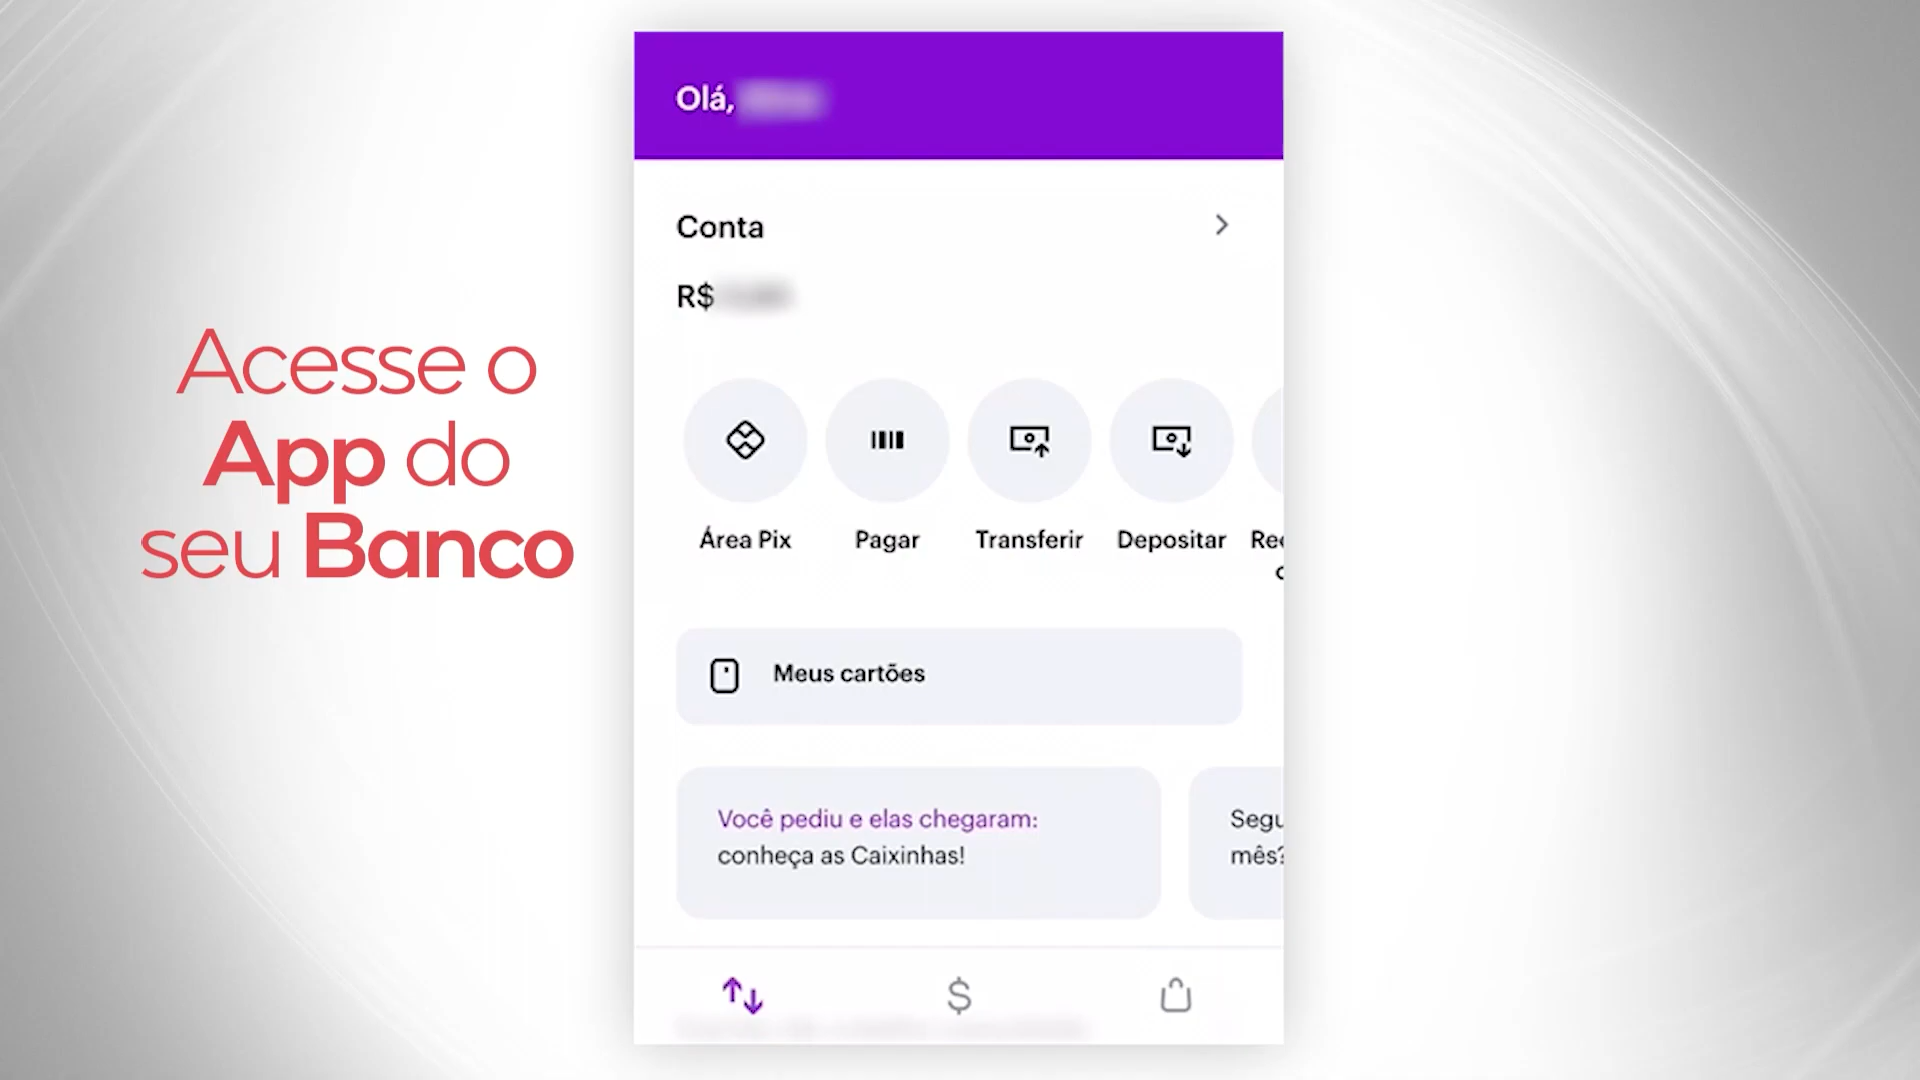 Acesse o
App do
seu Banco
Olá,
Conta
R$
Área Pix
Pagar
Transferir
Depositar
Meus cartões
Você pediu e elas chegaram:
conheça as Caixinhas!
mês?